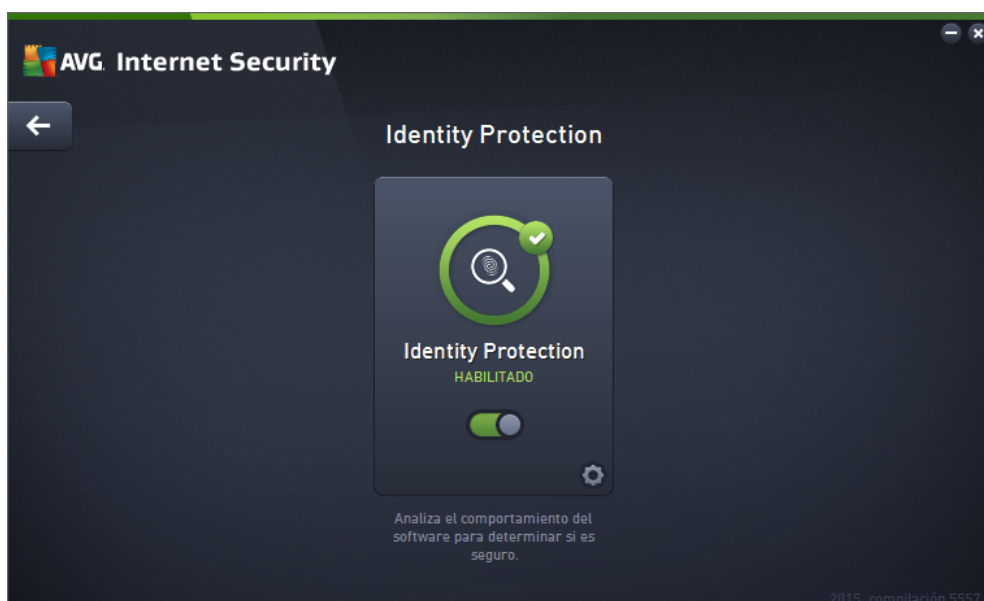 AVG. Internet Security
Identity Protection
Identity Protection
HABILITADO
Analiza el comportamiento del
software para determinar si es
seguro.
2015, compilación 5557